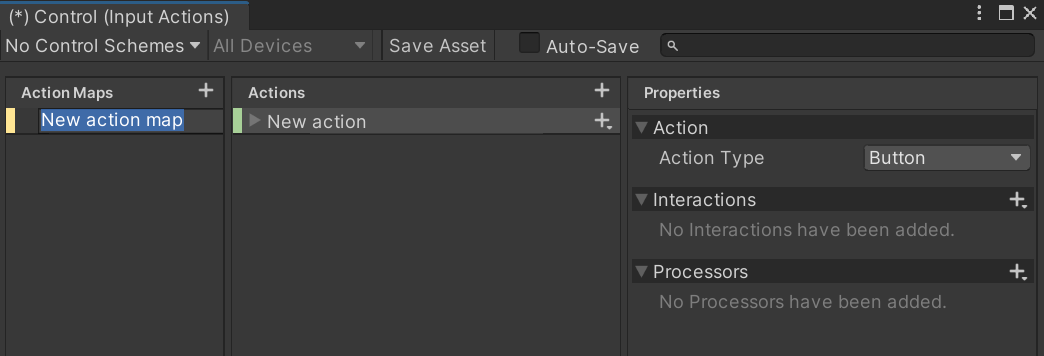 (*) Control (Input Actions)
No Control Schemes All Devices Save Asset Auto-Save
Action Maps
New action map
Actions
New action
Properties
Action
Action Type Button
Interactions
No Interactions have been added.
Processors
No Processors have been added.